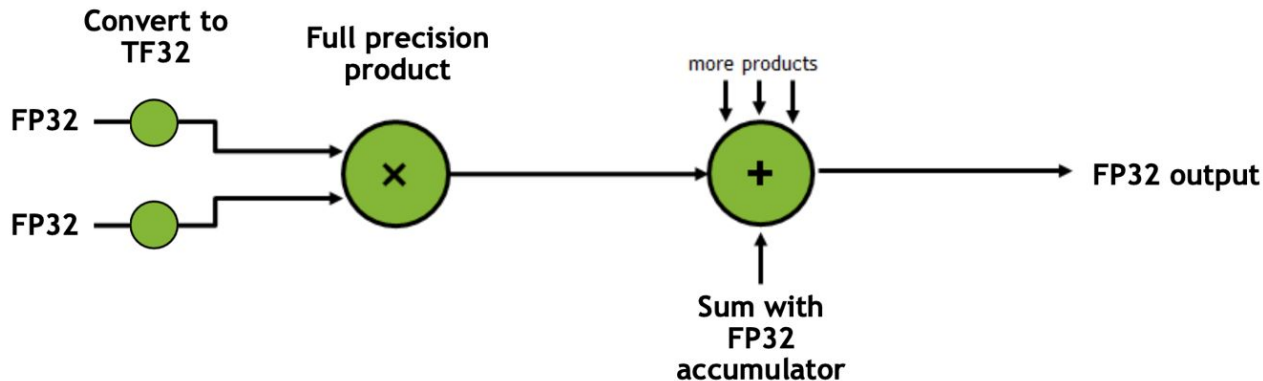 Convert to
TF32
Full precision
product
more products
FP32
×
+
FP32 output
FP32
Sum with
FP32
accumulator